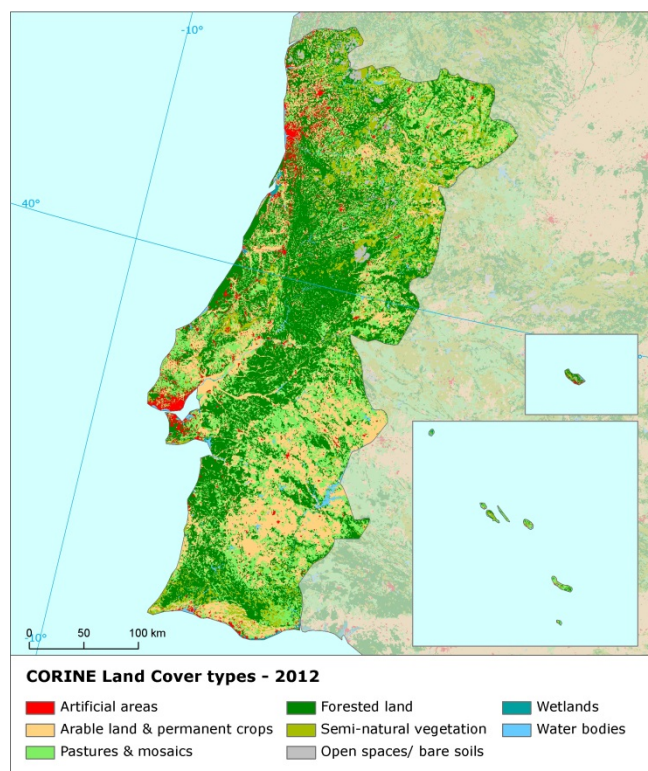 -10°
40°
-10°
0 50 100 km
CORINE Land Cover types - 2012
Artificial areas
Forested land
Wetlands
Arable land & permanent crops
Semi-natural vegetation
Water bodies
Pastures & mosaics
Open spaces/ bare soils